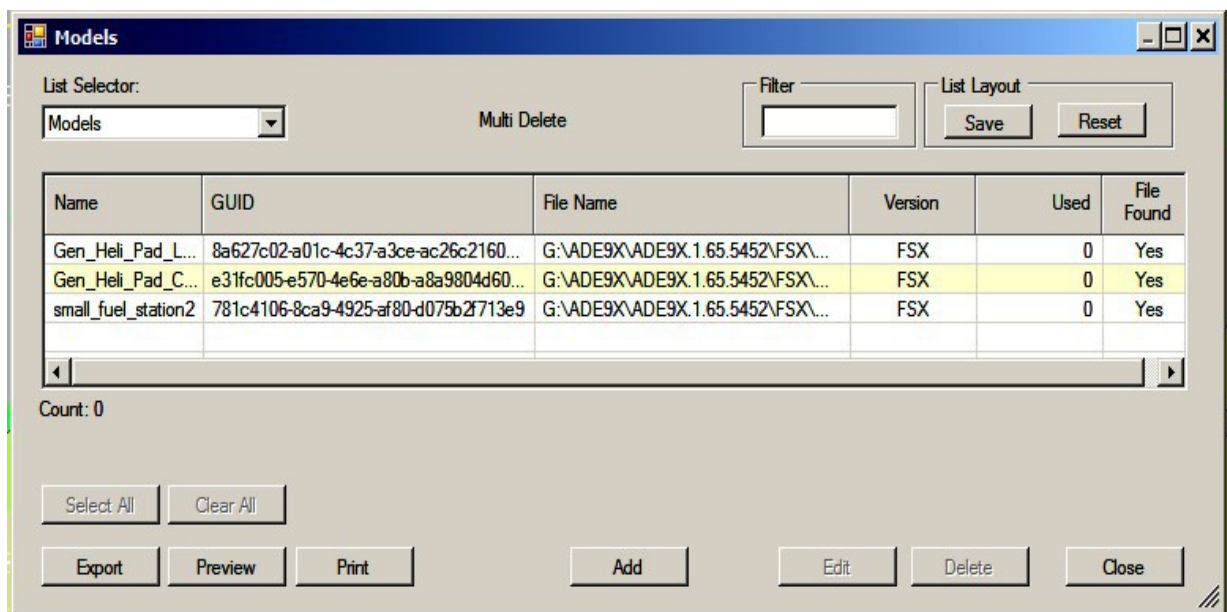 Models
List Selector:
Models
Multi Delete
Filter
List Layout
Save
Reset
Name GUID File Name Version Used File Found
Gen_Heli_Pad_L... 8a627c02-a01c-4c37-a3ce-ac26c2160... G:\ADE9X\ADE9X.1.65.5452\FSX\... FSX 0 Yes
Gen_Heli_Pad_C... e31fc005-e570-4e6e-a80b-a8a9804d60... G:\ADE9X\ADE9X.1.65.5452\FSX\... FSX 0 Yes
small_fuel_station2 781c4106-8ca9-4925-af80-d075b2f713e9 G:\ADE9X\ADE9X.1.65.5452\FSX\... FSX 0 Yes
Count: 0
Select All Clear All
Export Preview Print Add Edit Delete Close